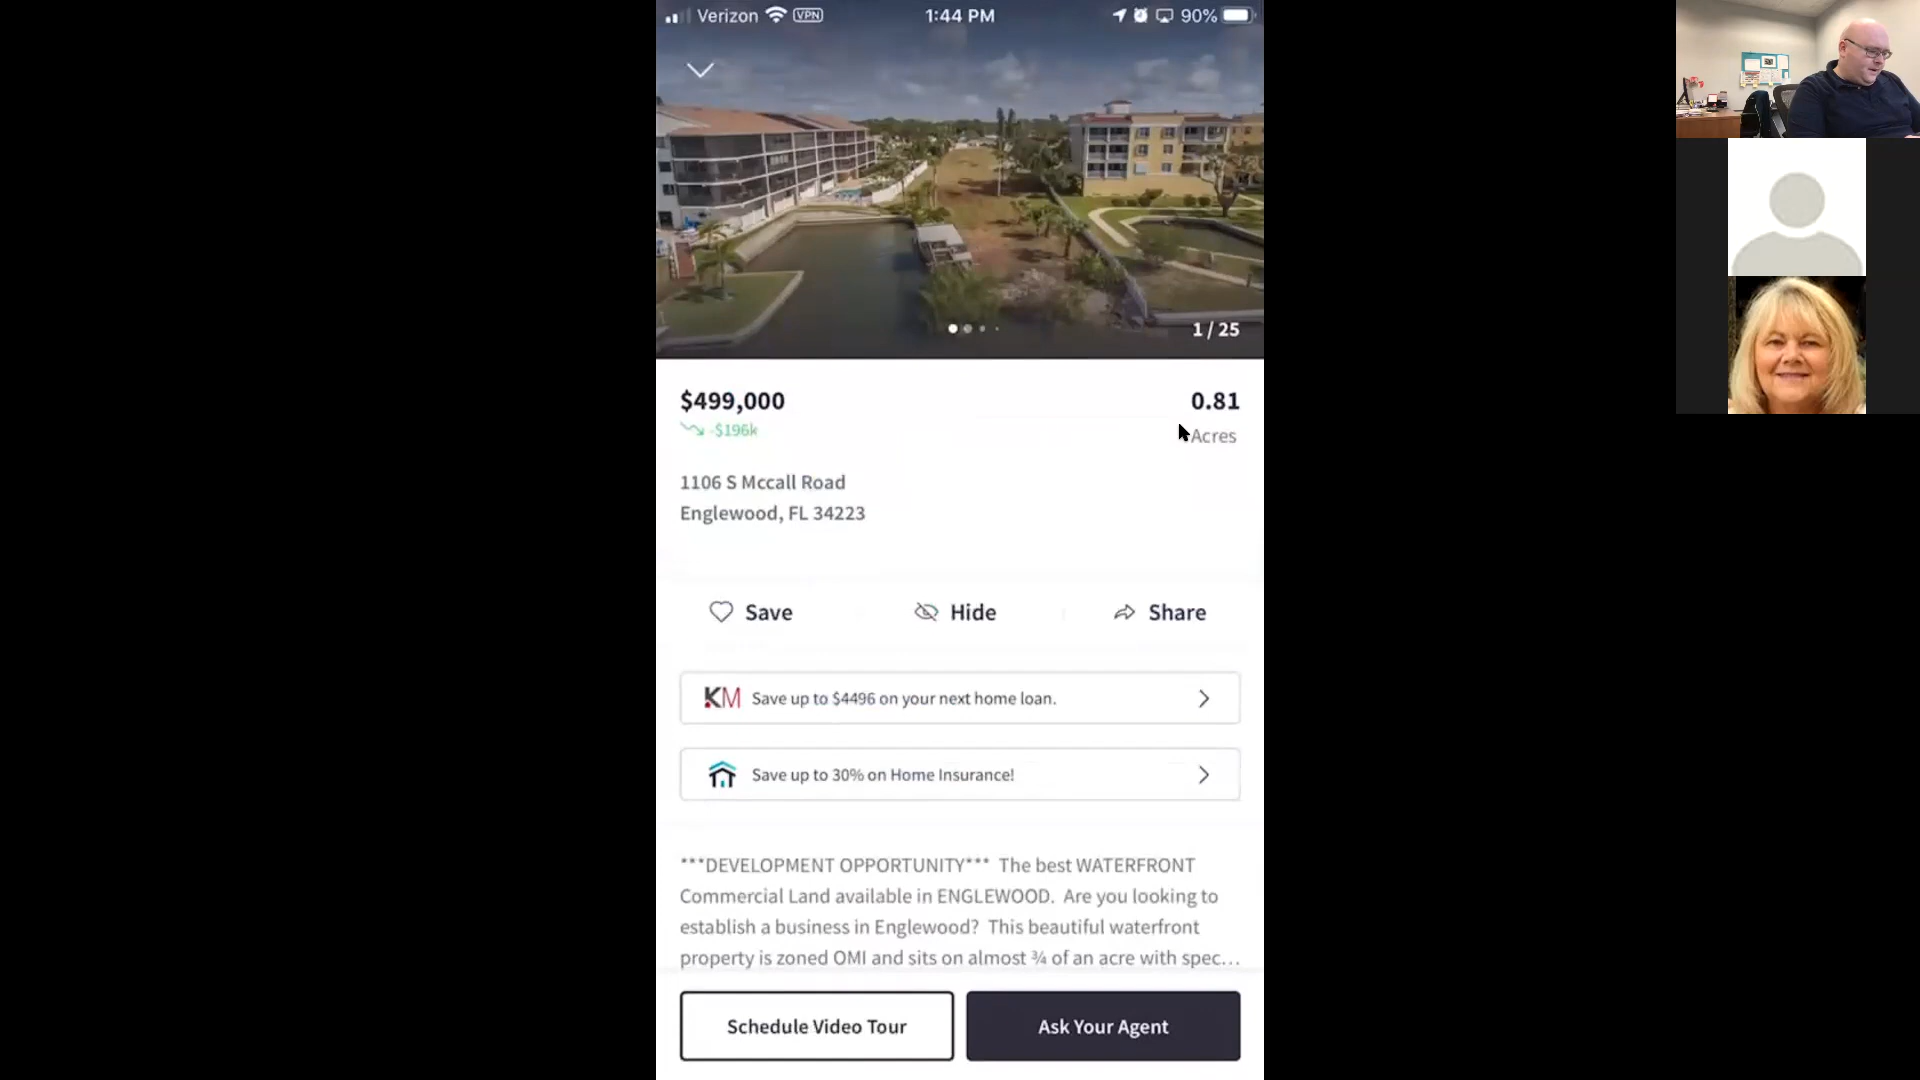 Verizon VPN 1:44 PM 90%
1 / 25
$499,000 0.81
-$196k Acres
1106 S Mccall Road
Englewood, FL 34223
Save Hide Share
KM Save up to $4496 on your next home loan.
Save up to 30% on Home Insurance!
***DEVELOPMENT OPPORTUNITY*** The best WATERFRONT
Commercial Land available in ENGLEWOOD. Are you looking to
establish a business in Englewood? This beautiful waterfront
property is zoned OMI and sits on almost ¾ of an acre with spec...
Schedule Video Tour Ask Your Agent